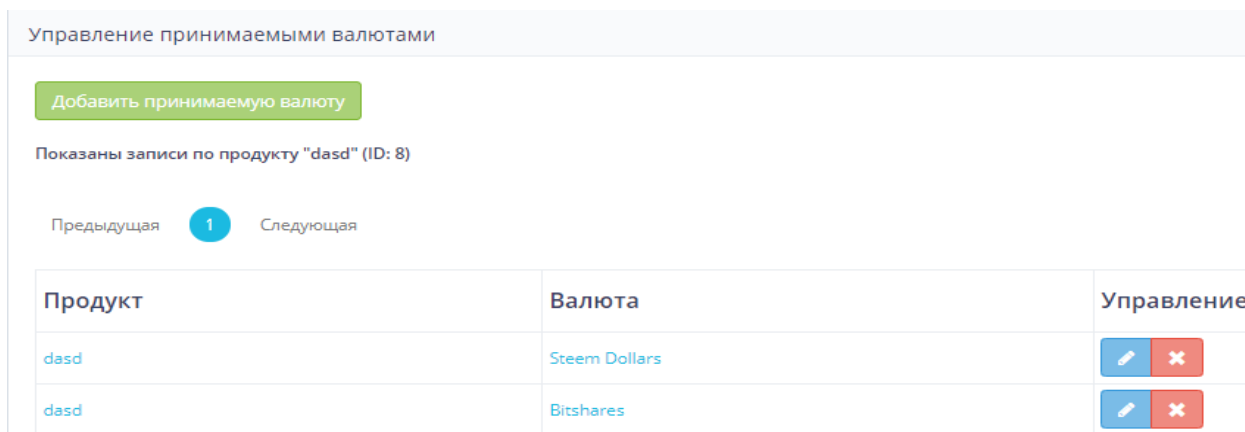 Управление принимаемыми валютами
Добавить принимаемую валюту
Показаны записи по продукту "dasd" (ID: 8)
Предыдущая 1 Следующая
Продукт Валюта Управление
dasd Steem Dollars
dasd Bitshares